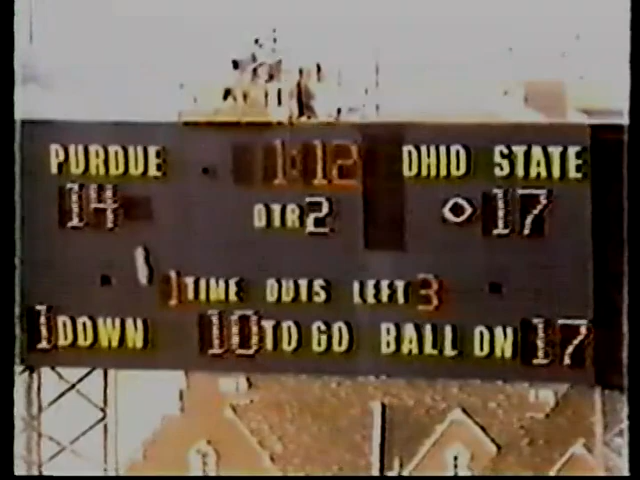 PURDUE 1:12 OHIO STATE
14 QTR 2 17
1 TIME OUTS LEFT 3
1 DOWN 10 TO GO BALL ON 17